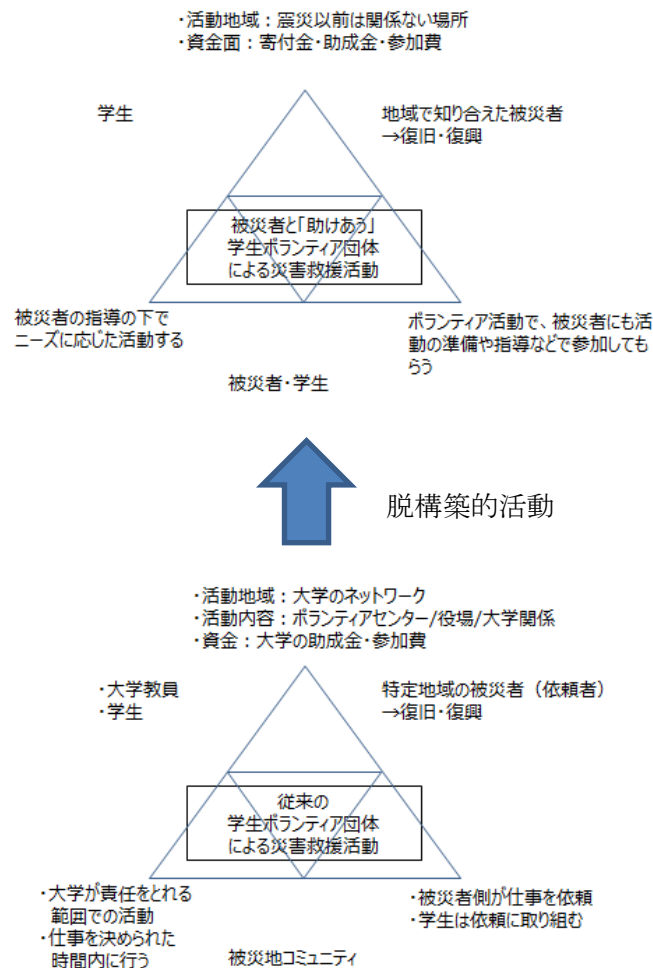 ・活動地域：震災以前は関係ない場所
・資金面：寄付金・助成金・参加費
学生
地域で知り合えた被災者
→復旧・復興
被災者と「助けあう」
学生ボランティア団体
による災害救援活動
被災者の指導の下で
ニーズに応じた活動する
ボランティア活動で、被災者にも活
動の準備や指導などで参加しても
らう
被災者・学生
脱構築的活動
・活動地域：大学のネットワーク
・活動内容：ボランティアセンター/役場/大学関係
・資金：大学の助成金・参加費
・大学教員
・学生
特定地域の被災者（依頼者）
→復旧・復興
従来の
学生ボランティア団体
による災害救援活動
・大学が責任をとれる
範囲での活動
・仕事を決められた
時間内に行う
・被災者側が仕事を依頼
・学生は依頼に取り組む
被災地コミュニティ